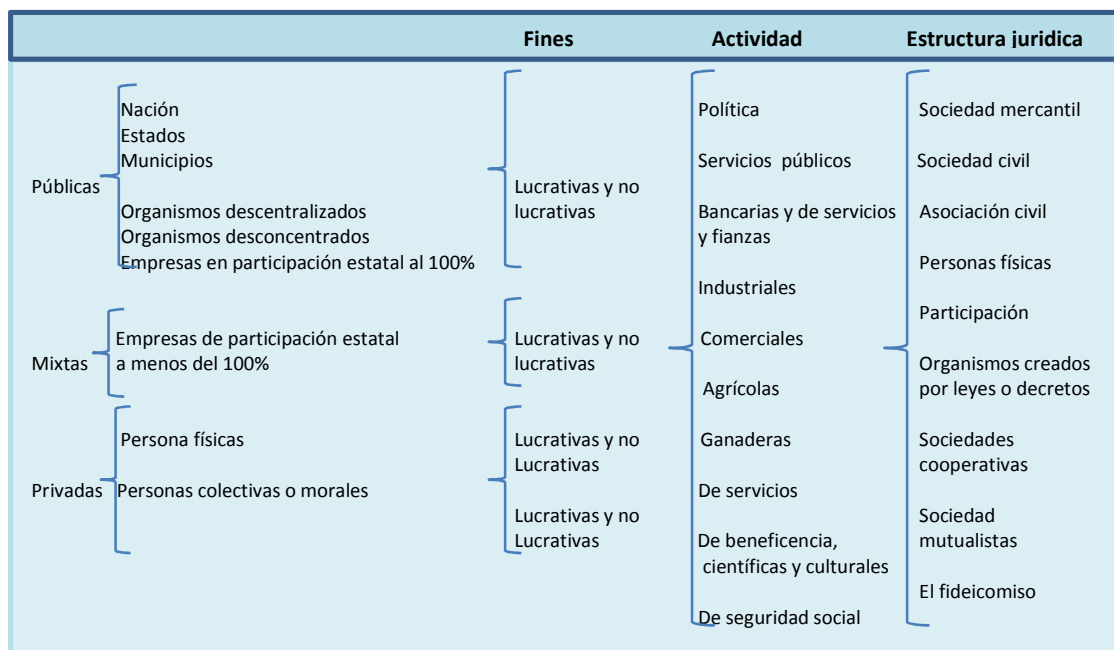 Fines
Actividad
Estructura juridica
Públicas
Nación
Estados
Municipios
Organismos descentralizados
Organismos desconcentrados
Empresas en participación estatal al 100%
Lucrativas y no
lucrativas
Mixtas
Empresas de participación estatal
a menos del 100%
Lucrativas y no
lucrativas
Privadas
Persona físicas
Personas colectivas o morales
Lucrativas y no
Lucrativas
Lucrativas y no
Lucrativas
Política
Servicios públicos
Bancarias y de servicios
y fianzas
Industriales
Comerciales
Agrícolas
Ganaderas
De servicios
De beneficencia,
científicas y culturales
De seguridad social
Sociedad mercantil
Sociedad civil
Asociación civil
Personas físicas
Participación
Organismos creados
por leyes o decretos
Sociedades
cooperativas
Sociedad
mutualistas
El fideicomiso